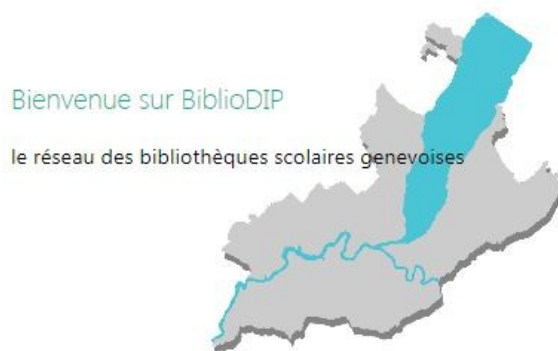 Bienvenue sur BiblioDIP
le réseau des bibliothèques scolaires genevoises